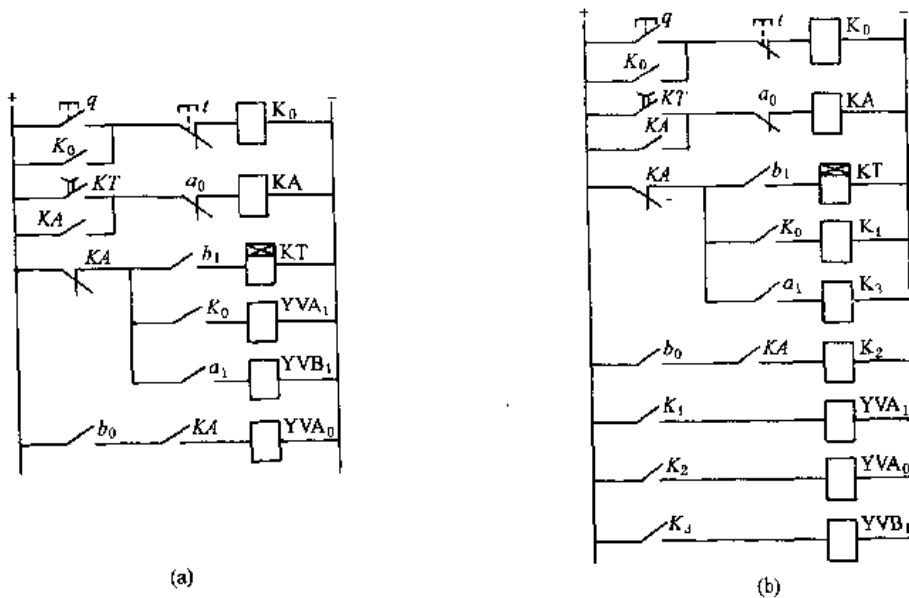 + −
q t K₀
K₀
KT a₀ KA
KA
KA b₁ KT
K₀ YVA₁
a₁ YVB₁
b₀ KA YVA₀
(a)
+ −
q t K₀
K₀
KT a₀ KA
KA
KA b₁ KT
K₀ K₁
a₁ K₃
b₀ KA K₂
K₁ YVA₁
K₂ YVA₀
K₃ YVB₁
(b)